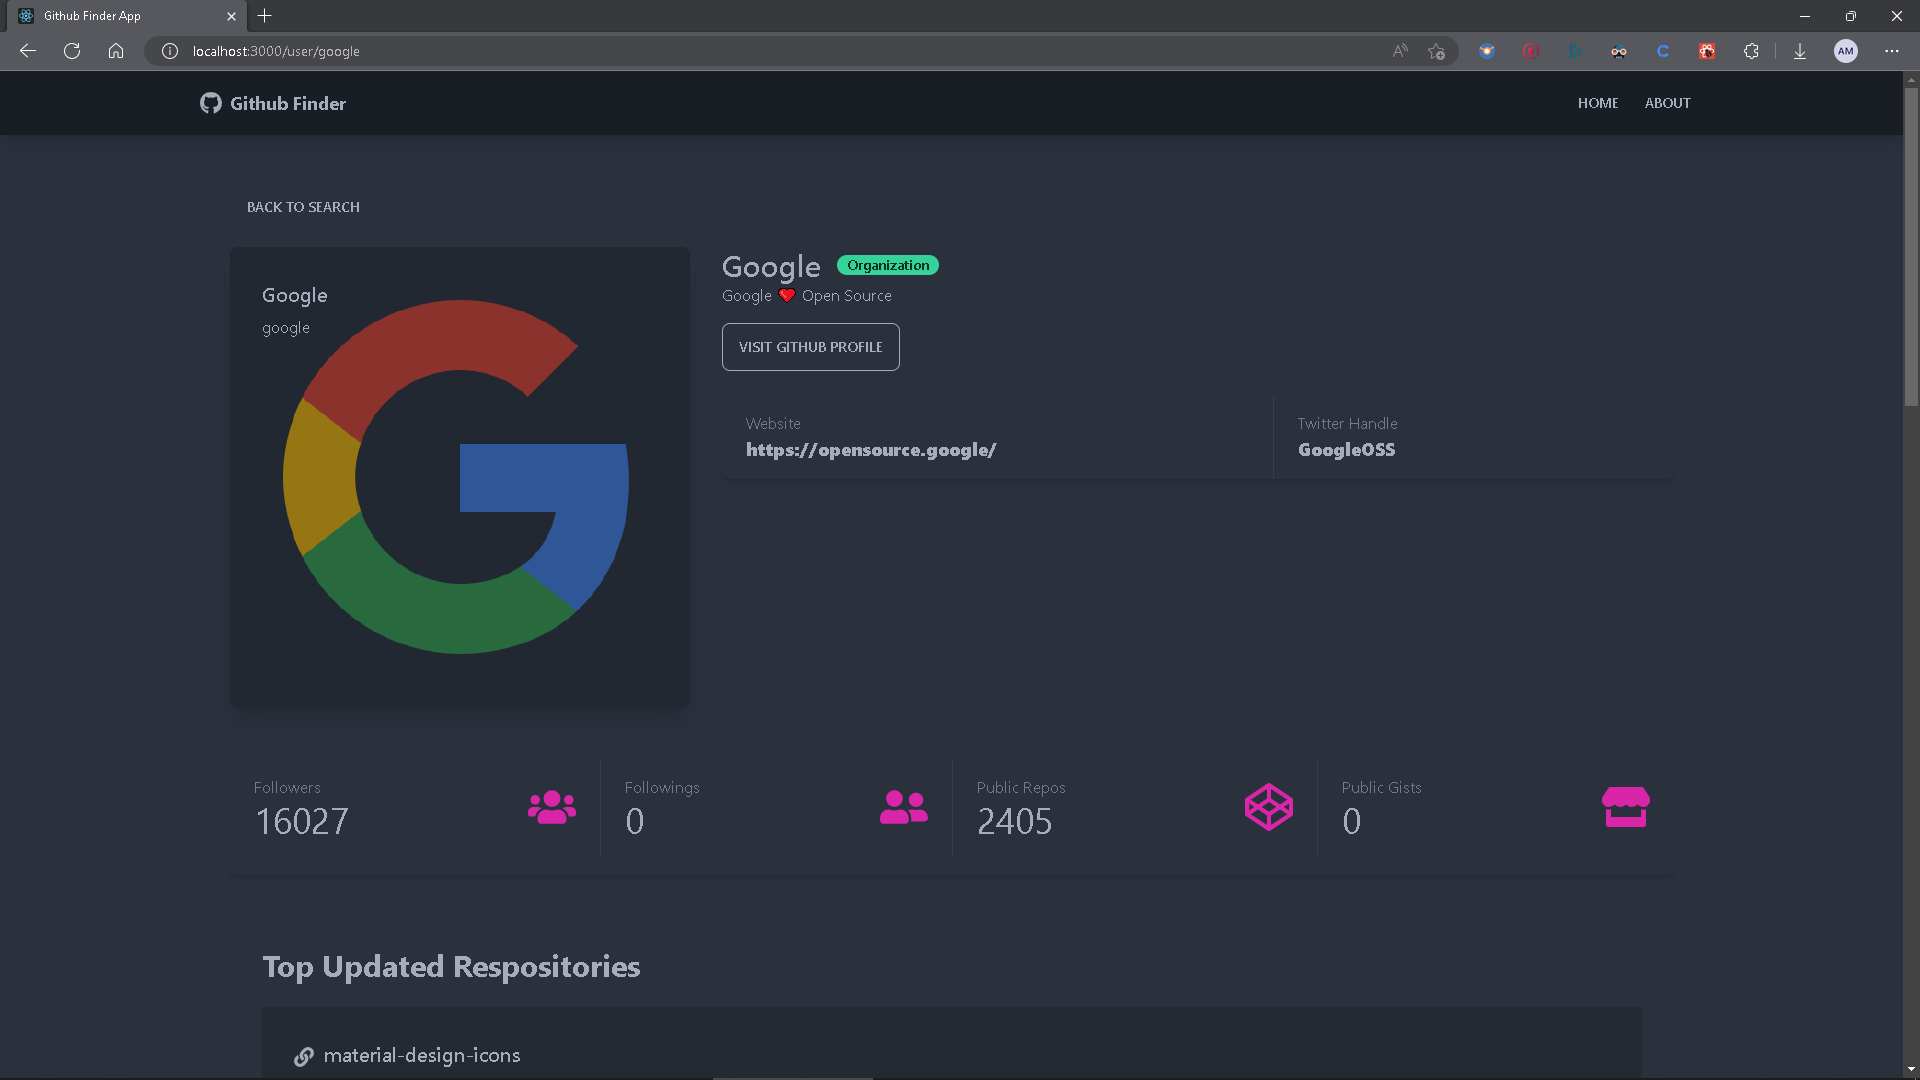 Github Finder App
localhost:3000/user/google
AM
Github Finder
HOME
ABOUT
BACK TO SEARCH
Google
google
Google Organization
Google ❤️ Open Source
VISIT GITHUB PROFILE
Website
https://opensource.google/
Twitter Handle
GoogleOSS
Followers
16027
Followings
0
Public Repos
2405
Public Gists
0
Top Updated Respositories
material-design-icons